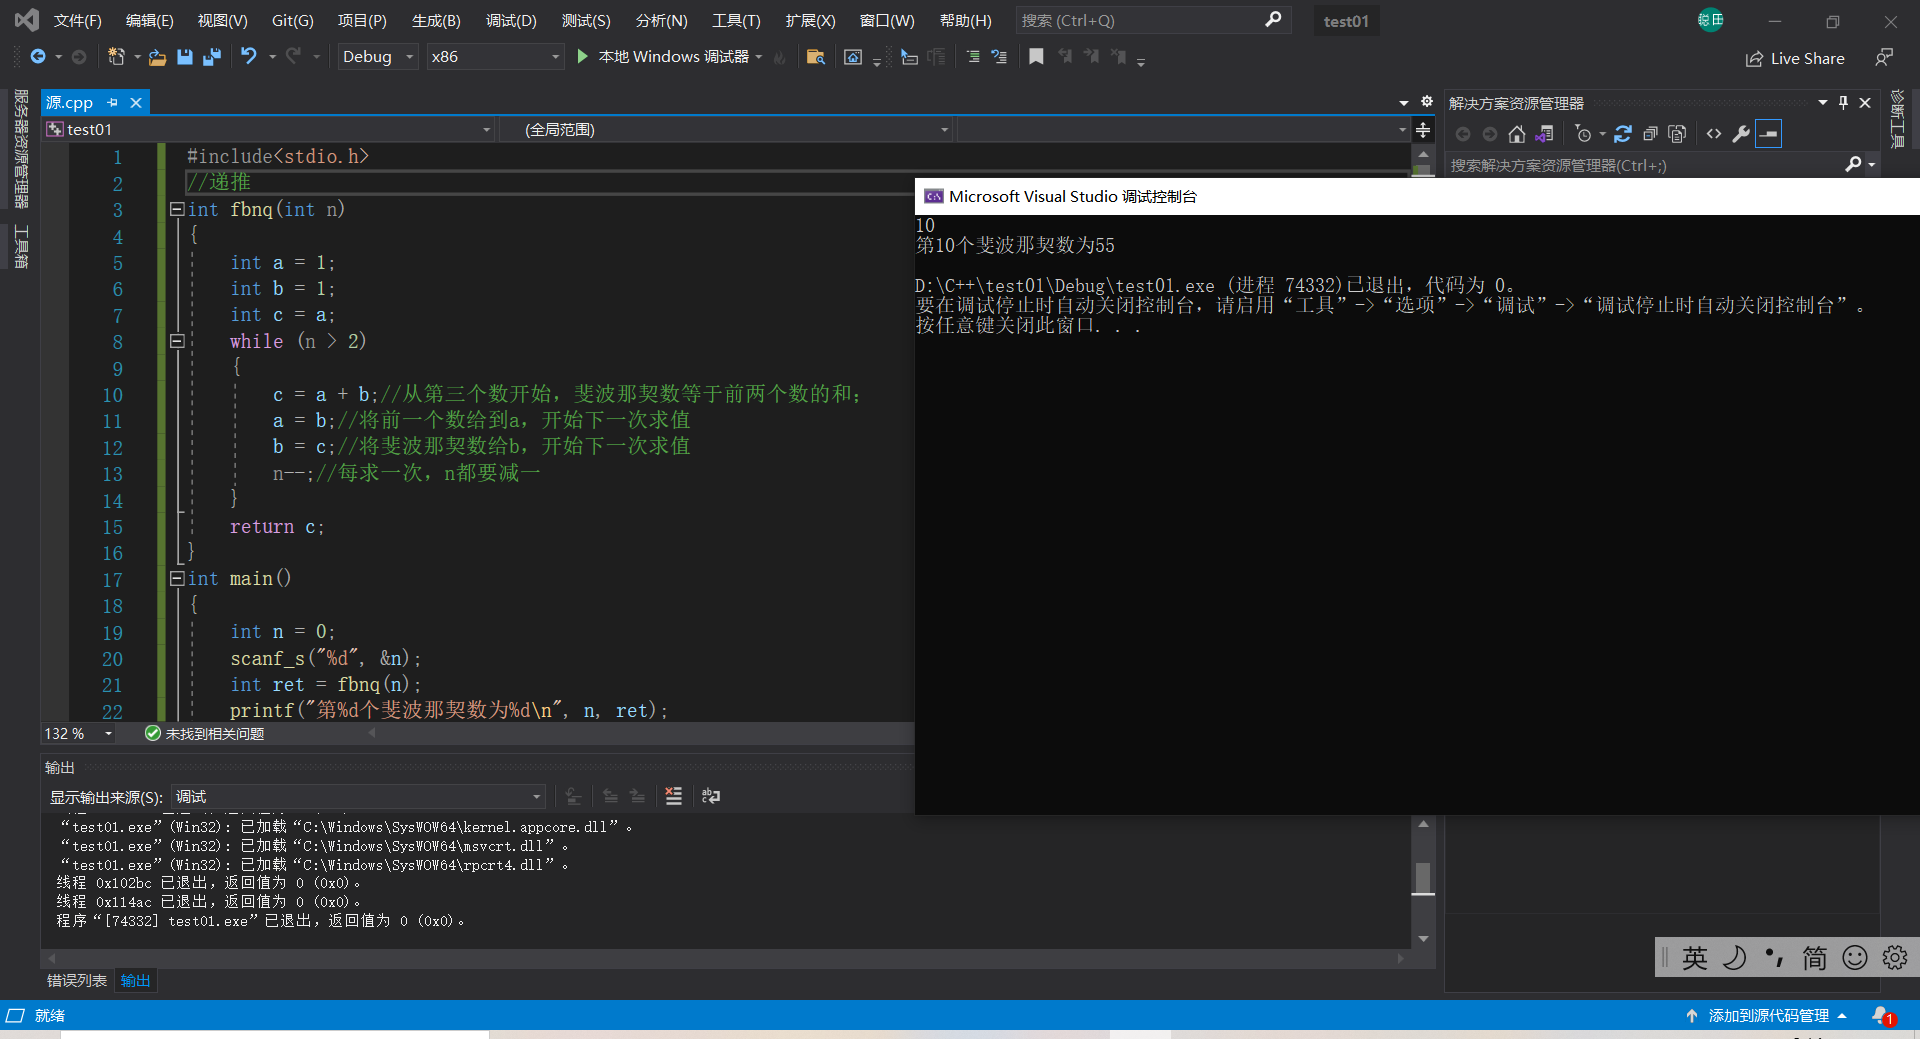 文件(F) 编辑(E) 视图(V) Git(G) 项目(P) 生成(B) 调试(D) 测试(S) 分析(N) 工具(T) 扩展(X) 窗口(W) 帮助(H) 搜索 (Ctrl+Q) test01
Debug x86 本地 Windows 调试器 Live Share
服务器资源管理器
工具箱
源.cpp
test01 (全局范围)
1 #include<stdio.h>
2 //递推
3 int fbnq(int n)
4 {
5 int a = 1;
6 int b = 1;
7 int c = a;
8 while (n > 2)
9 {
10 c = a + b;//从第三个数开始，斐波那契数等于前两个数的和；
11 a = b;//将前一个数给到a，开始下一次求值
12 b = c;//将斐波那契数给b，开始下一次求值
13 n--;//每求一次，n都要减一
14 }
15 return c;
16 }
17 int main()
18 {
19 int n = 0;
20 scanf_s("%d", &n);
21 int ret = fbnq(n);
22 printf("第%d个斐波那契数为%d\n", n, ret);
132 % 未找到相关问题
Microsoft Visual Studio 调试控制台
10
第10个斐波那契数为55
D:\C++\test01\Debug\test01.exe (进程 74332)已退出，代码为 0。
要在调试停止时自动关闭控制台，请启用“工具”->“选项”->“调试”->“调试停止时自动关闭控制台”。
按任意键关闭此窗口. . .
解决方案资源管理器
搜索解决方案资源管理器(Ctrl+;)
诊断工具
输出
显示输出来源(S): 调试
“test01.exe”(Win32): 已加载“C:\Windows\SysWOW64\kernel.appcore.dll”。
“test01.exe”(Win32): 已加载“C:\Windows\SysWOW64\msvcrt.dll”。
“test01.exe”(Win32): 已加载“C:\Windows\SysWOW64\rpcrt4.dll”。
线程 0x102bc 已退出，返回值为 0 (0x0)。
线程 0x114ac 已退出，返回值为 0 (0x0)。
程序“[74332] test01.exe”已退出，返回值为 0 (0x0)。
错误列表 输出
英 简
就绪 添加到源代码管理 1